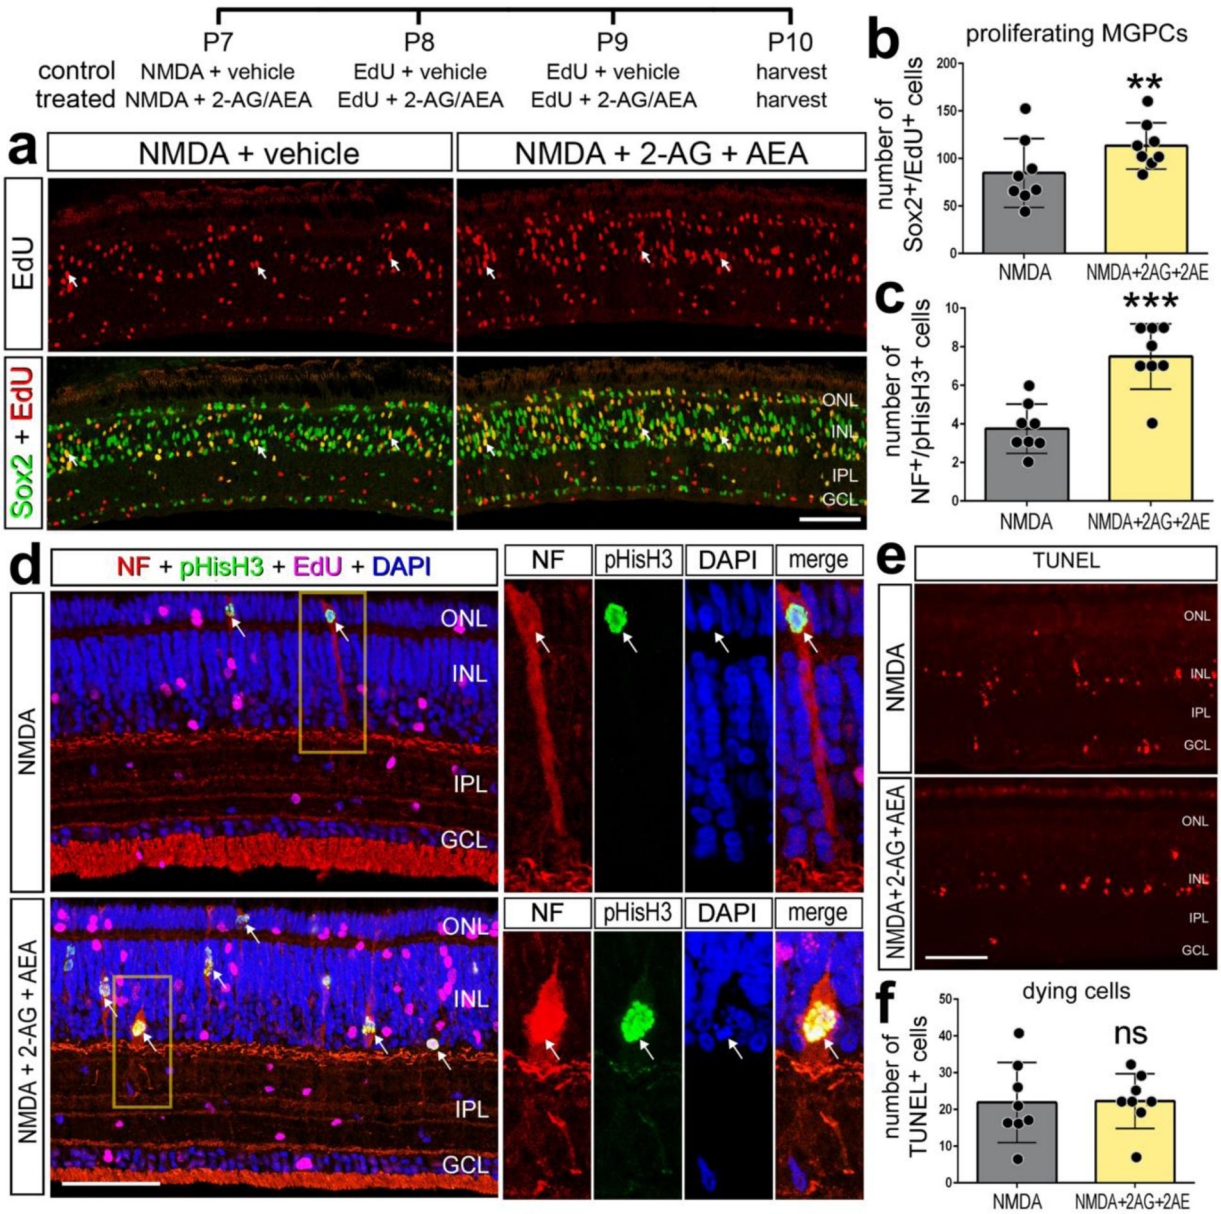 P7 P8 P9 P10
control NMDA + vehicle EdU + vehicle EdU + vehicle harvest
treated NMDA + 2-AG/AEA EdU + 2-AG/AEA EdU + 2-AG/AEA harvest
a
NMDA + vehicle
NMDA + 2-AG + AEA
EdU
Sox2 + EdU
ONL
INL
IPL
GCL
b
proliferating MGPCs
number of
Sox2+/EdU+ cells
200
150
100
50
0
**
NMDA
NMDA+2AG+2AE
c
number of
NF+/pHisH3+ cells
10
8
6
4
2
0
***
NMDA
NMDA+2AG+2AE
d
NF + pHisH3 + EdU + DAPI
NF
pHisH3
DAPI
merge
NMDA
ONL
INL
IPL
GCL
NMDA + 2-AG + AEA
ONL
INL
IPL
GCL
NF
pHisH3
DAPI
merge
e
TUNEL
NMDA
ONL
INL
IPL
GCL
NMDA+2-AG+AEA
ONL
INL
IPL
GCL
f
dying cells
number of
TUNEL+ cells
50
40
30
20
10
0
ns
NMDA
NMDA+2AG+2AE